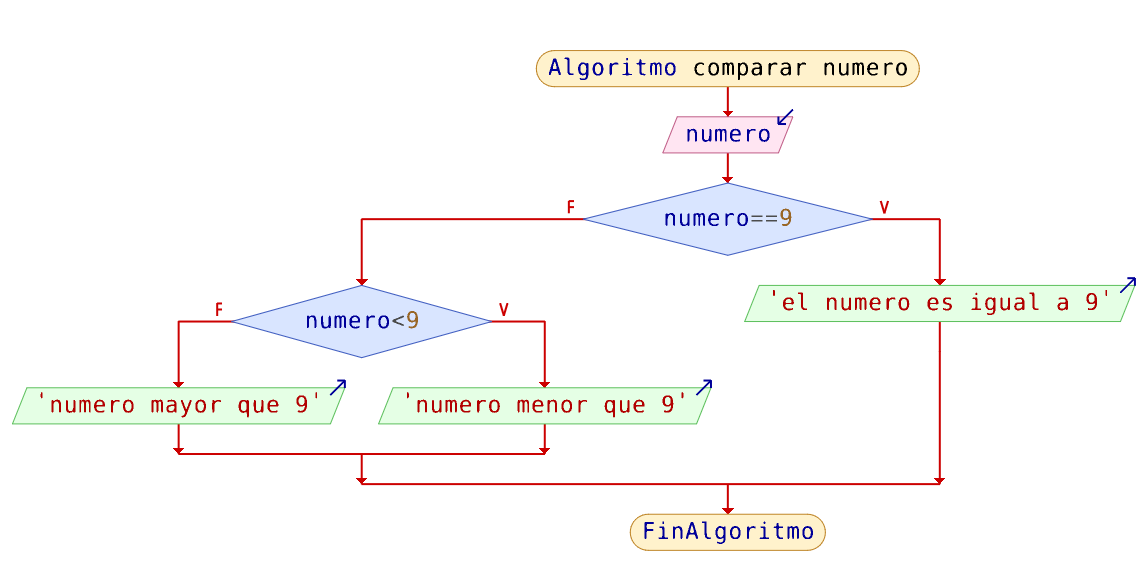 Algoritmo comparar numero
numero
F
V
numero==9
'el numero es igual a 9'
F
V
numero<9
'numero mayor que 9'
'numero menor que 9'
FinAlgoritmo